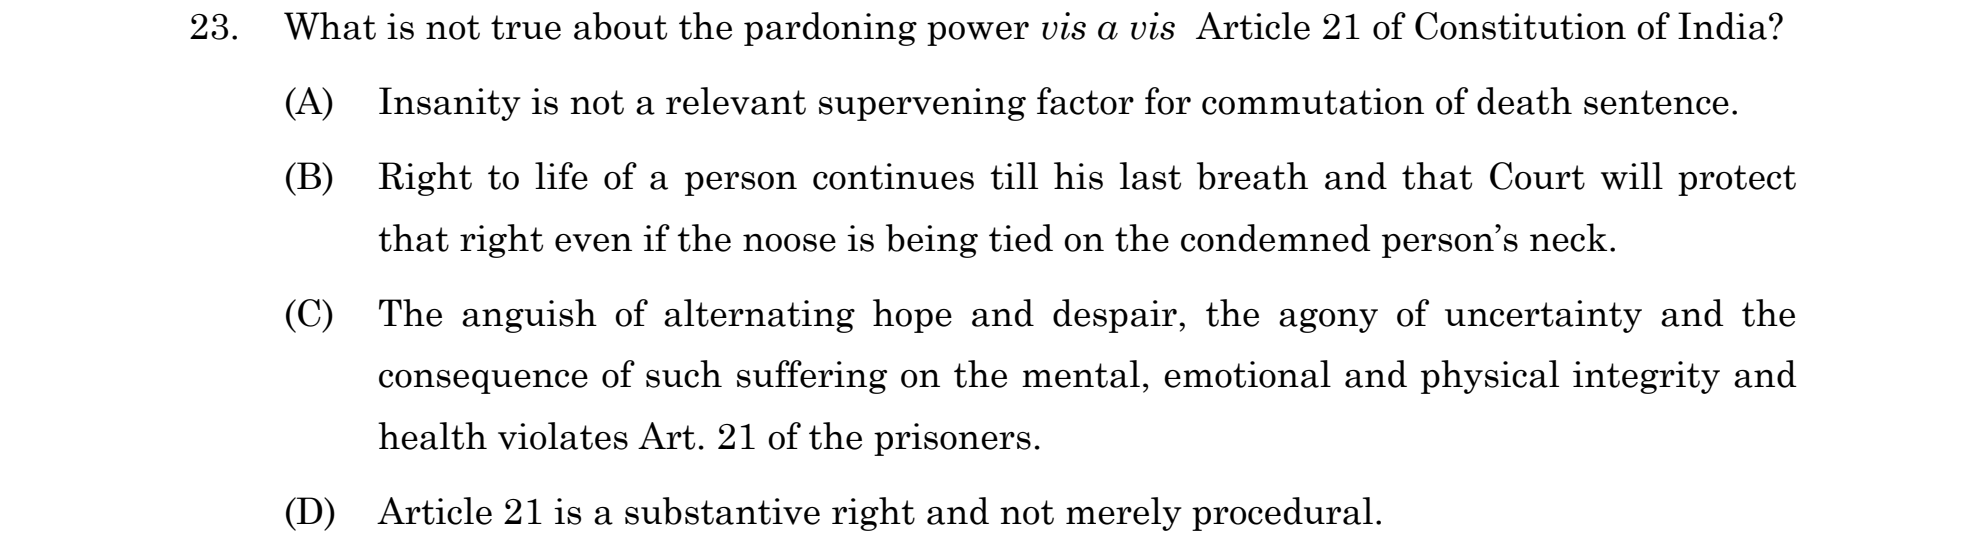 23. What is not true about the pardoning power vis a vis Article 21 of Constitution of India?
(A) Insanity is not a relevant supervening factor for commutation of death sentence.
(B) Right to life of a person continues till his last breath and that Court will protect
that right even if the noose is being tied on the condemned person’s neck.
(C) The anguish of alternating hope and despair, the agony of uncertainty and the
consequence of such suffering on the mental, emotional and physical integrity and
health violates Art. 21 of the prisoners.
(D) Article 21 is a substantive right and not merely procedural.